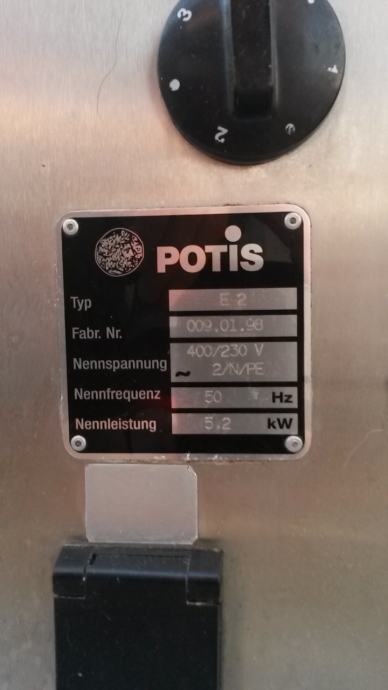 3
1
2
POTIS
Typ E 2
Fabr. Nr. 009.01.98
Nennspannung ~ 400/230 V
2/N/PE
Nennfrequenz 50 Hz
Nennleistung 5.2 kW